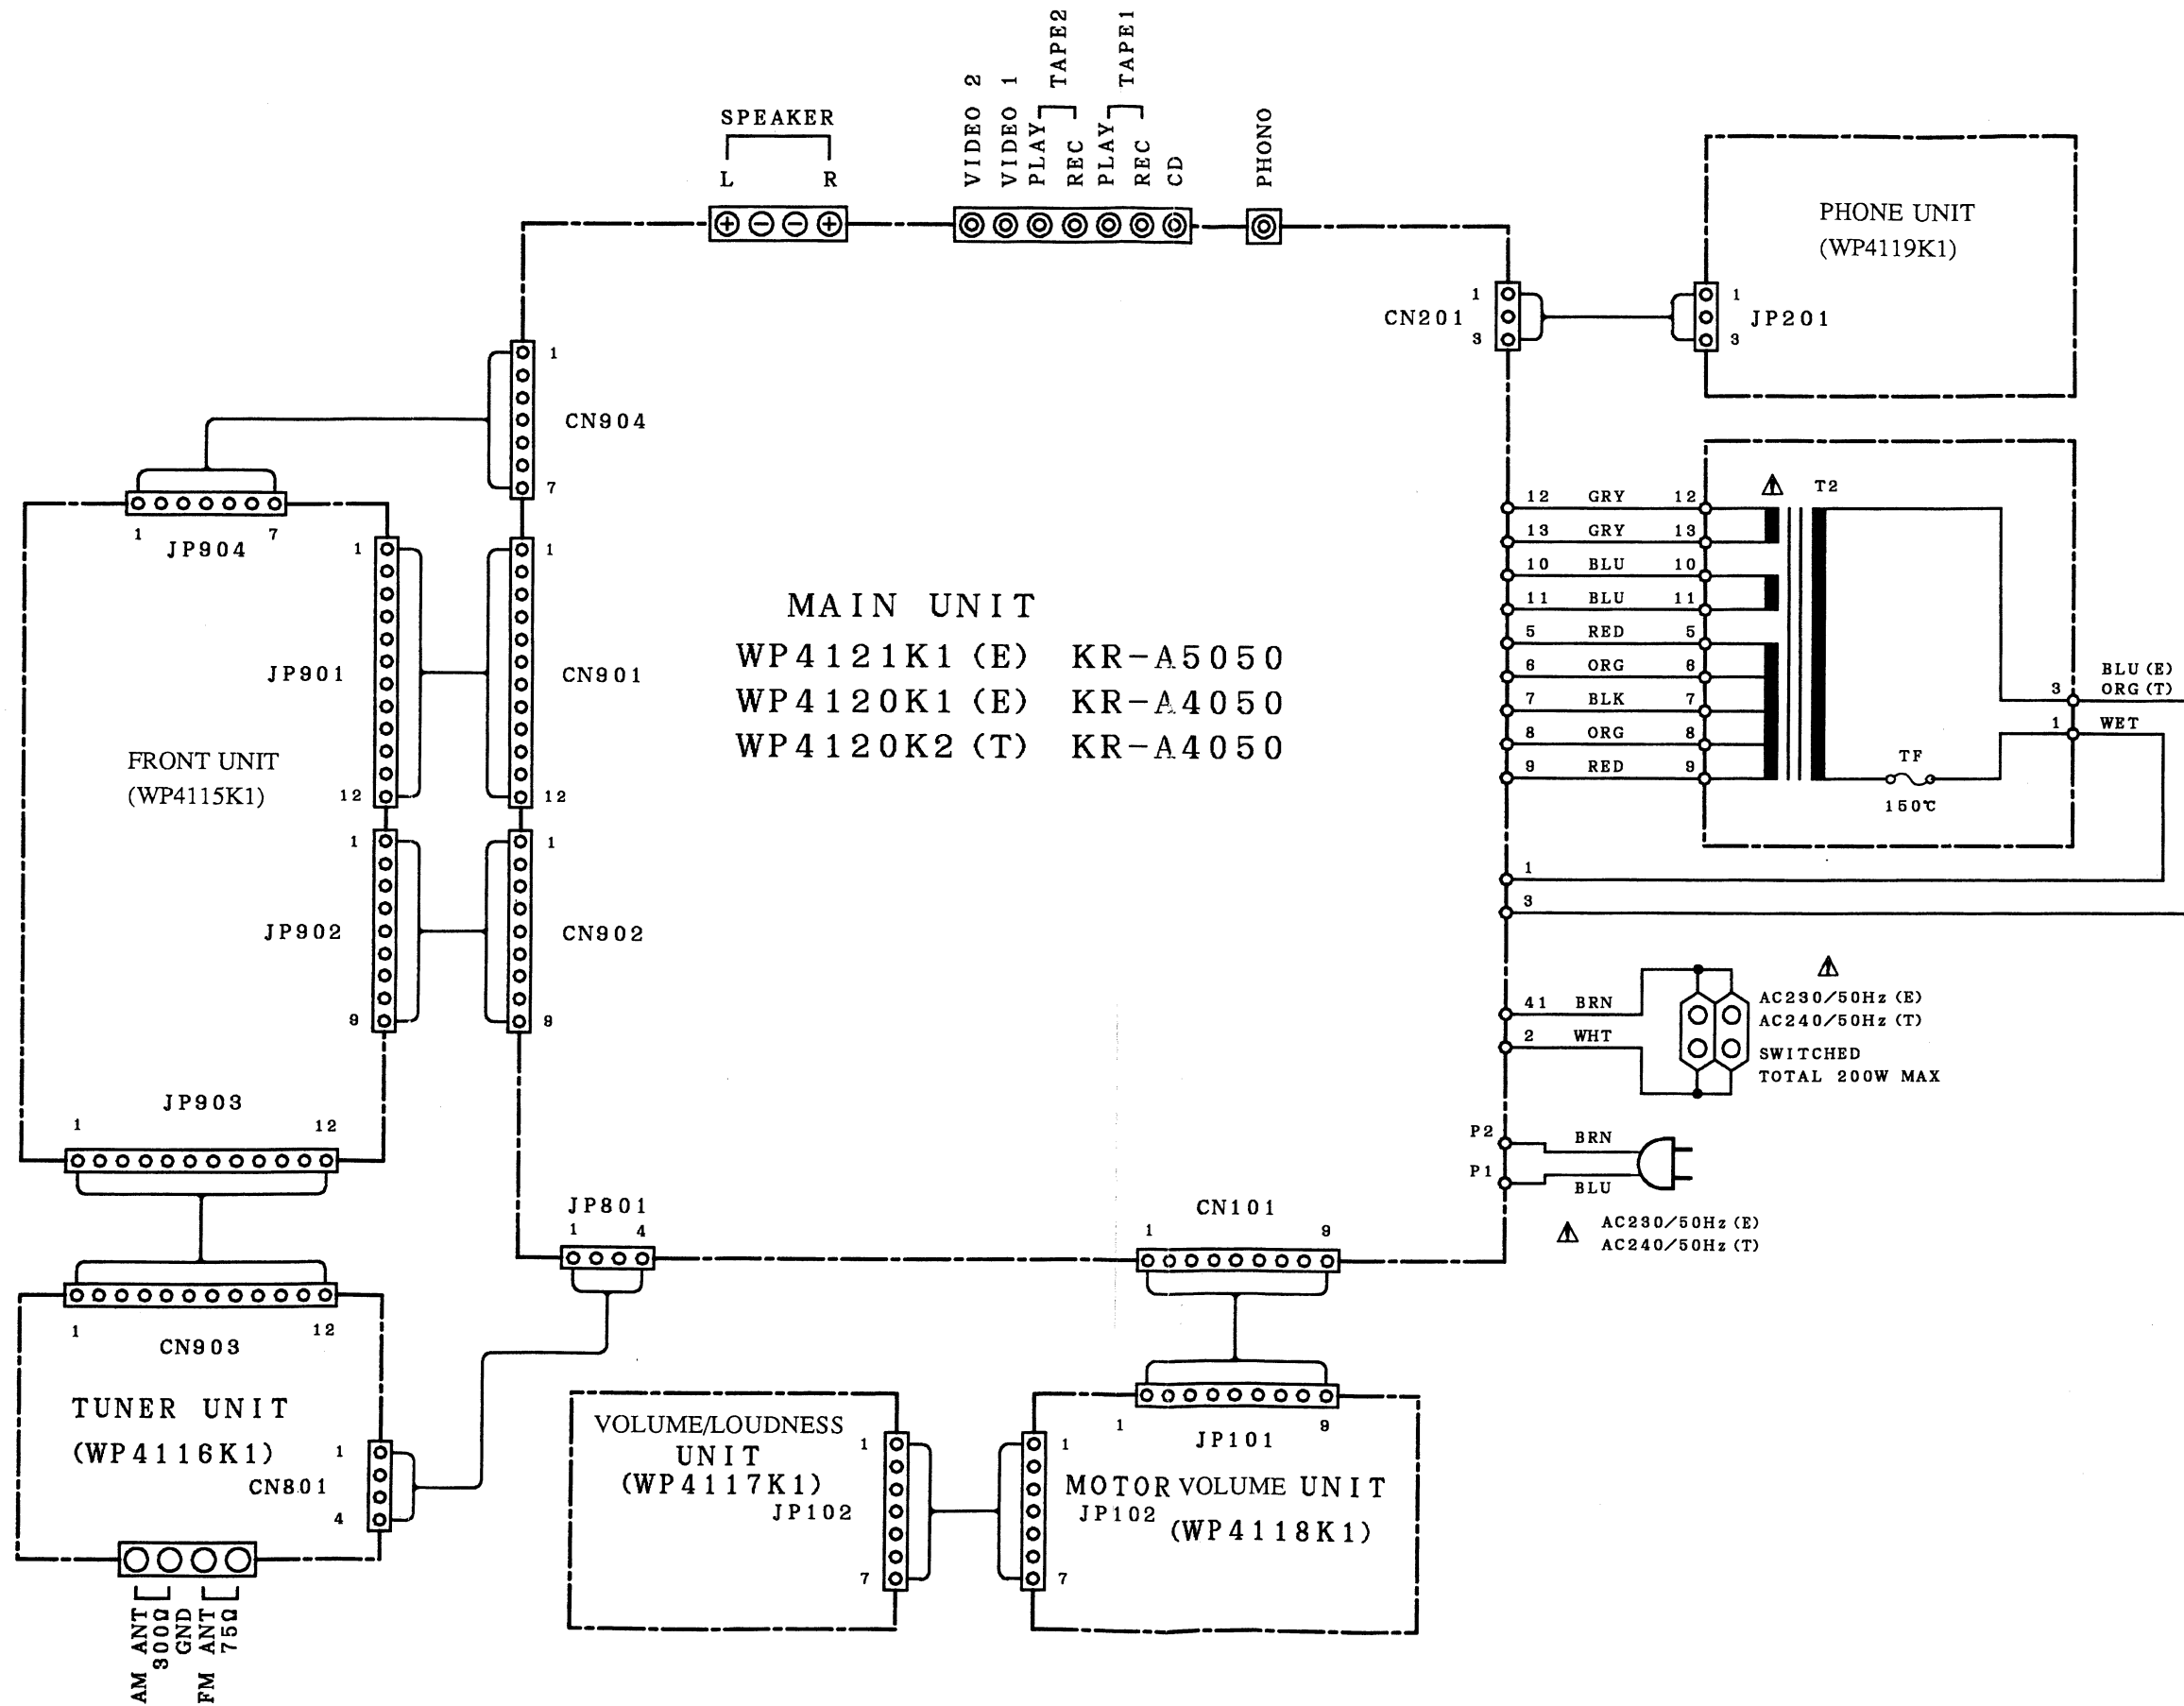 SPEAKER
L R
VIDEO 2
VIDEO 1
PLAY
REC
TAPE2
PLAY
REC
TAPE1
CD
PHONO
PHONE UNIT
(WP4119K1)
CN201
1
3
1
3
JP201
1
CN904
7
1 7
JP904
1
JP901
12
1
CN901
12
FRONT UNIT
(WP4115K1)
1
JP902
9
1
CN902
9
MAIN UNIT
WP4121K1 (E) KR-A5050
WP4120K1 (E) KR-A4050
WP4120K2 (T) KR-A4050
T2
12 GRY 12
13 GRY 13
10 BLU 10
11 BLU 11
5 RED 5
6 ORG 6
7 BLK 7
8 ORG 8
9 RED 9
TF
150℃
3
BLU (E)
ORG (T)
1 WET
1
3
41 BRN
2 WHT
AC230/50Hz (E)
AC240/50Hz (T)
SWITCHED
TOTAL 200W MAX
P2 BRN
P1 BLU
AC230/50Hz (E)
AC240/50Hz (T)
JP903
1 12
JP801
1 4
CN101
1 9
1 12
CN903
TUNER UNIT
(WP4116K1)
1
CN801
4
AM ANT
300Ω
GND
FM ANT
75Ω
VOLUME/LOUDNESS
UNIT
(WP4117K1)
JP102
1
7
1 9
JP101
1
MOTOR VOLUME UNIT
JP102
(WP4118K1)
7